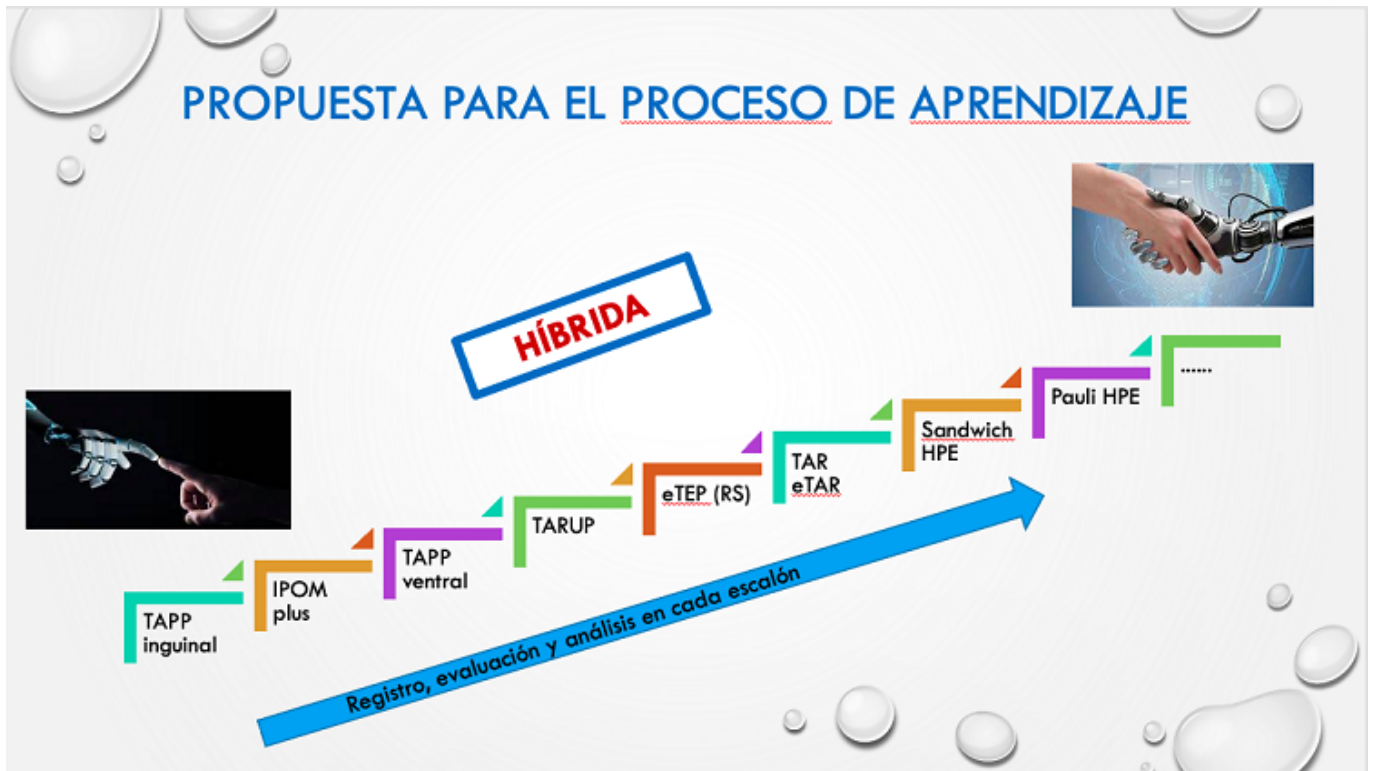 PROPUESTA PARA EL PROCESO DE APRENDIZAJE
HÍBRIDA
TAPP
inguinal
IPOM
plus
TAPP
ventral
TARUP
eTEP (RS)
TAR
eTAR
Sandwich
HPE
Pauli HPE
......
Registro, evaluación y análisis en cada escalón